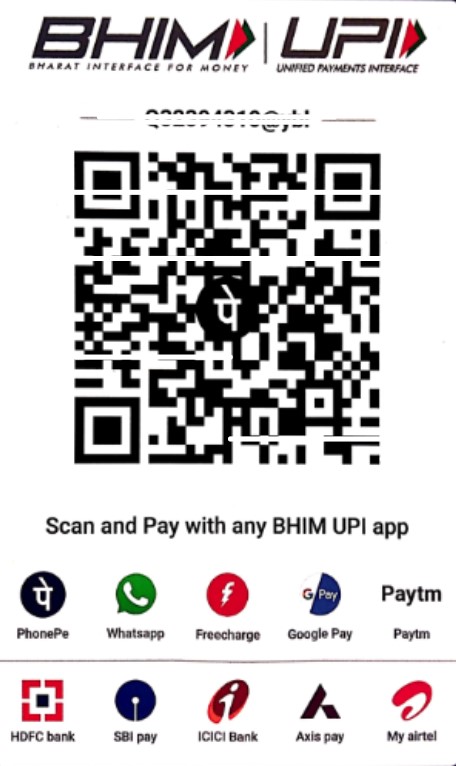 BHIM UPI
BHARAT INTERFACE FOR MONEY UNIFIED PAYMENTS INTERFACE
पे
Scan and Pay with any BHIM UPI app
पे G Pay Paytm
PhonePe Whatsapp Freecharge Google Pay Paytm
HDFC bank SBI pay ICICI Bank Axis pay My airtel